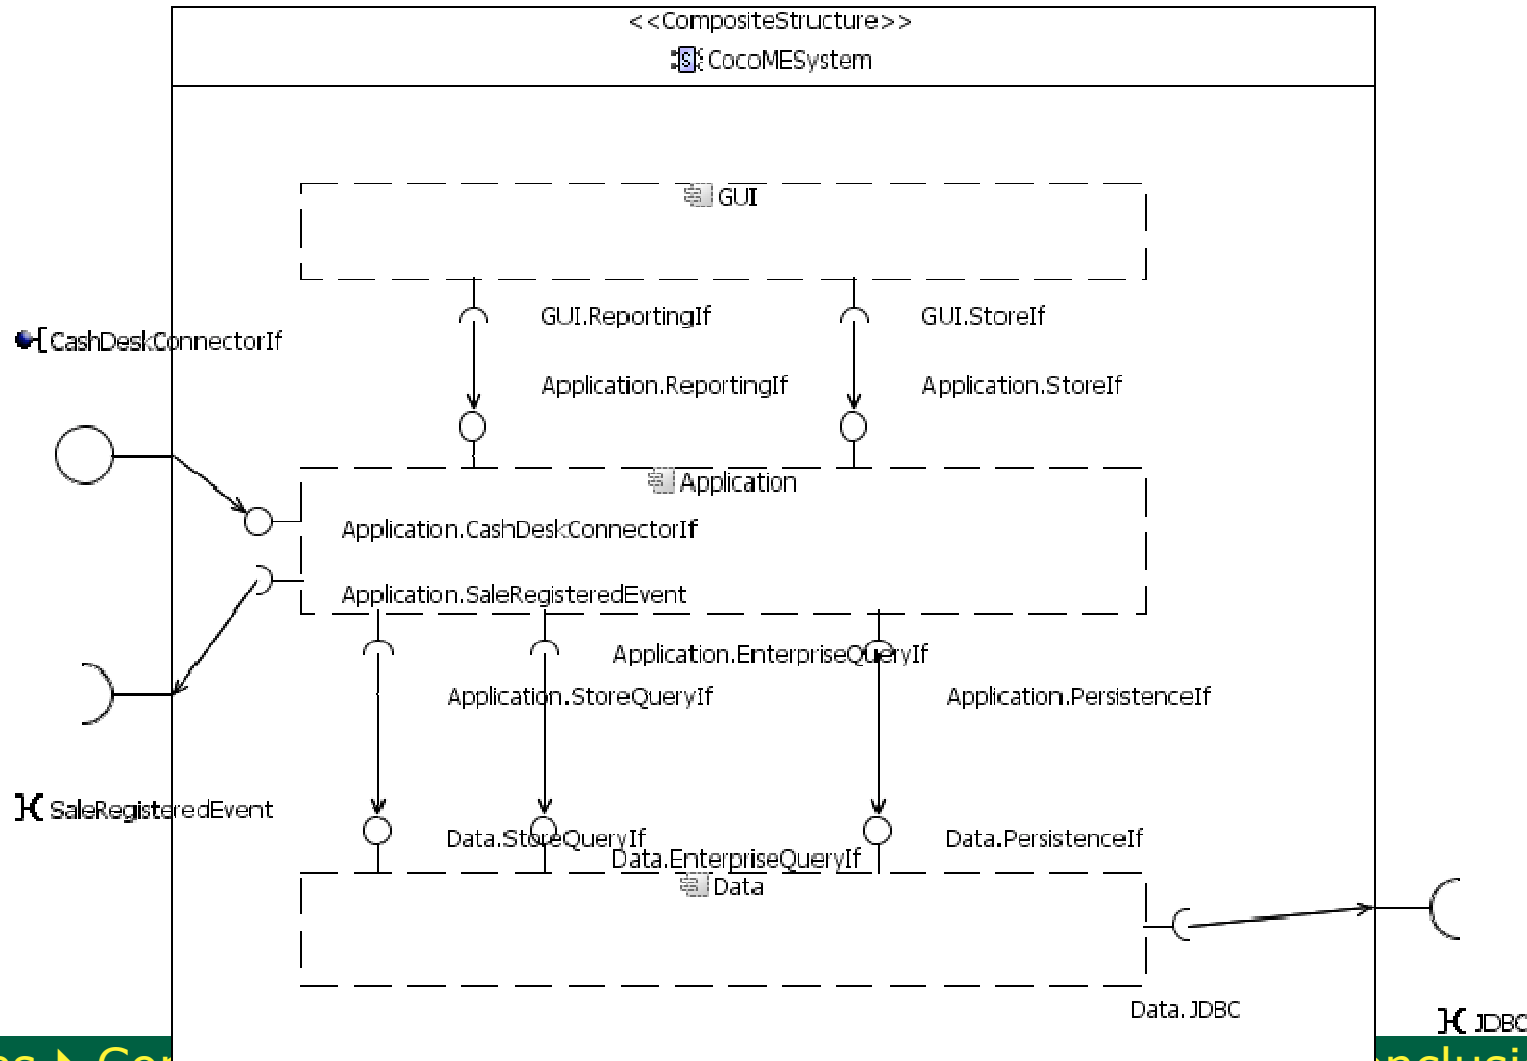 <<CompositeStructure>>
CocoMESystem
GUI
GUI.ReportingIf
GUI.StoreIf
CashDeskConnectorIf
Application.ReportingIf
Application.StoreIf
Application
Application.CashDeskConnectorIf
Application.SaleRegisteredEvent
Application.EnterpriseQueryIf
Application.StoreQueryIf
Application.PersistenceIf
SaleRegisteredEvent
Data.StoreQueryIf
Data.PersistenceIf
Data.EnterpriseQueryIf
Data
Data.JDBC
JDBC